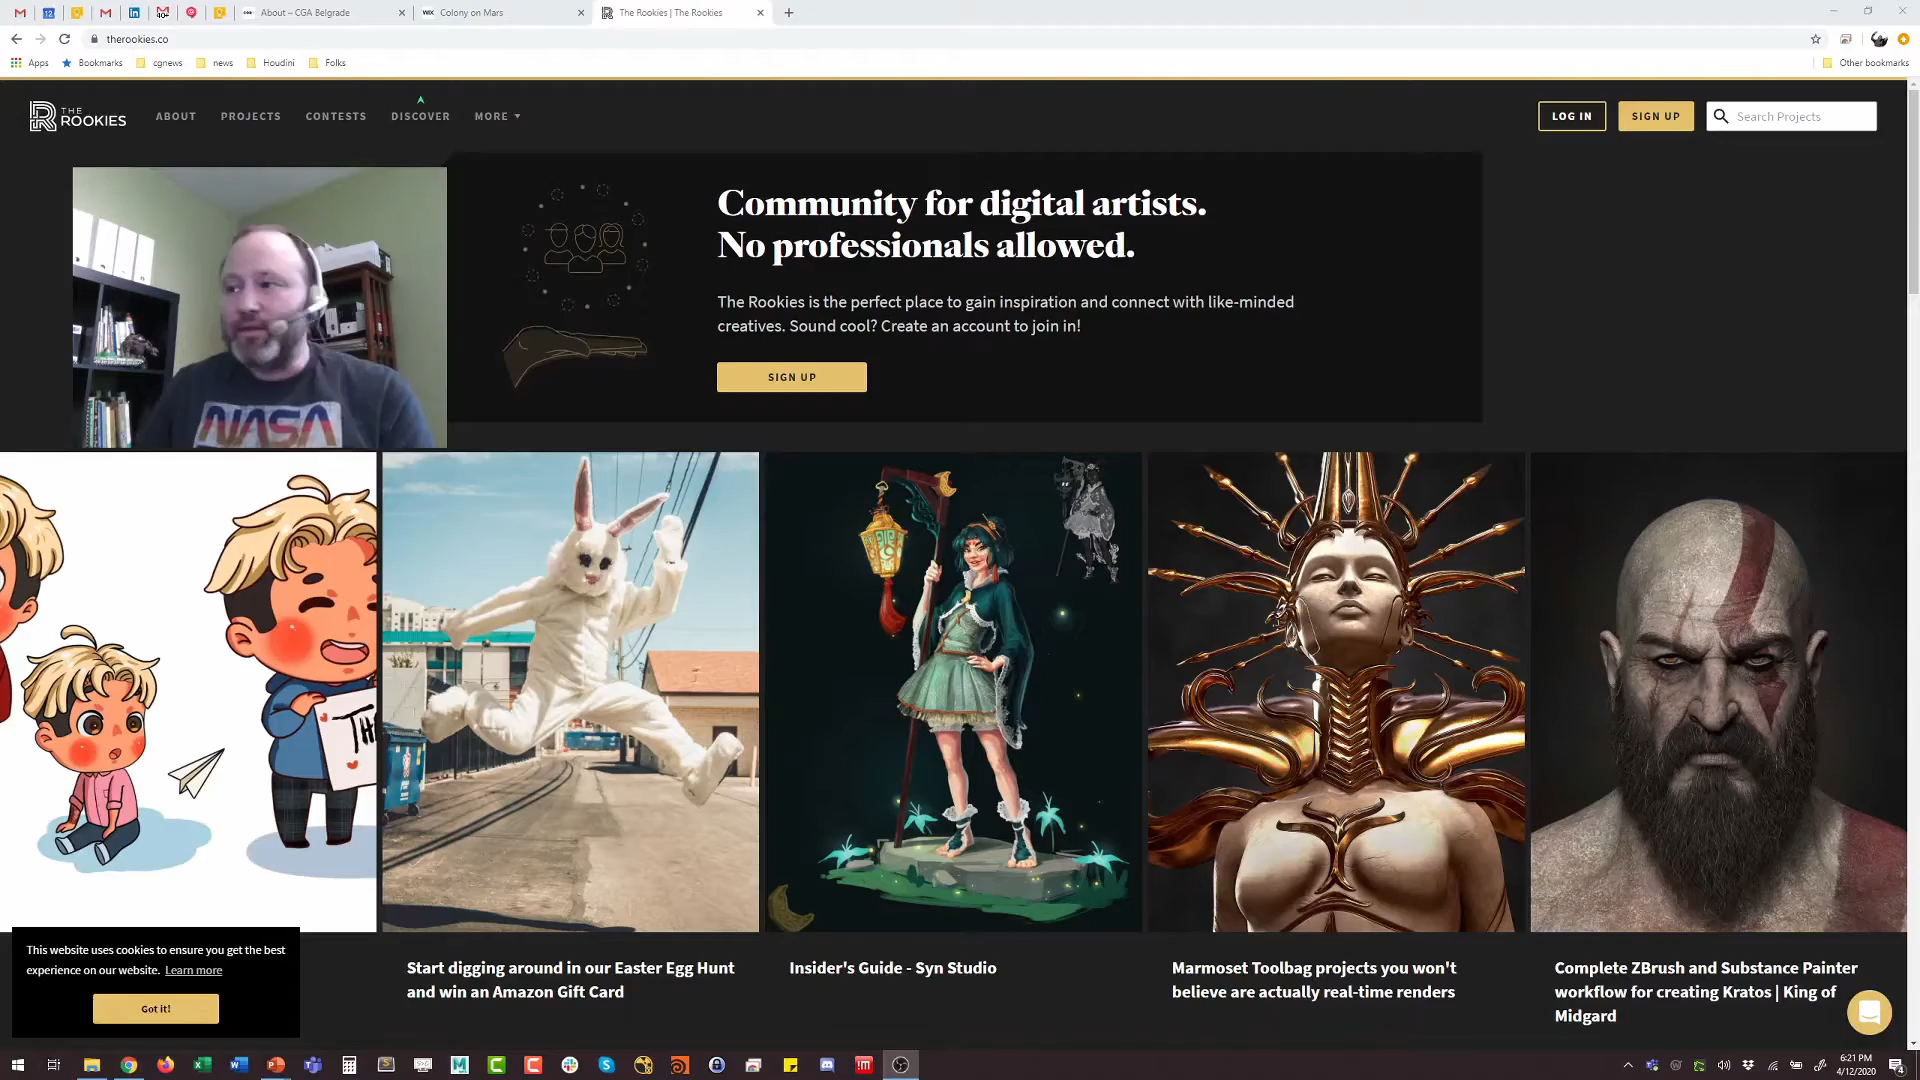 About – CGA Belgrade
WIX Colony on Mars
The Rookies | The Rookies
therookies.co
Apps
Bookmarks
cgnews
news
Houdini
Folks
Other bookmarks
THE
ROOKIES
ABOUT
PROJECTS
CONTESTS
DISCOVER
MORE
LOG IN
SIGN UP
Search Projects
NASA
Community for digital artists.
No professionals allowed.
The Rookies is the perfect place to gain inspiration and connect with like-minded
creatives. Sound cool? Create an account to join in!
SIGN UP
This website uses cookies to ensure you get the best
experience on our website. Learn more
Got it!
Start digging around in our Easter Egg Hunt
and win an Amazon Gift Card
Insider's Guide - Syn Studio
Marmoset Toolbag projects you won't
believe are actually real-time renders
Complete ZBrush and Substance Painter
workflow for creating Kratos | King of
Midgard
6:21 PM
4/12/2020